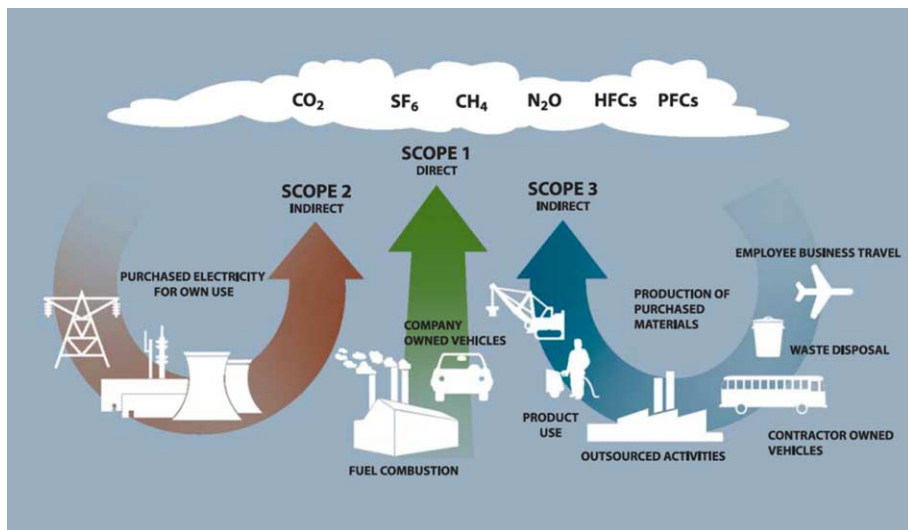 CO₂ SF₆ CH₄ N₂O HFCs PFCs
SCOPE 1
DIRECT
SCOPE 2
INDIRECT
SCOPE 3
INDIRECT
PURCHASED ELECTRICITY
FOR OWN USE
COMPANY
OWNED VEHICLES
FUEL COMBUSTION
PRODUCT
USE
PRODUCTION OF
PURCHASED
MATERIALS
OUTSOURCED ACTIVITIES
EMPLOYEE BUSINESS TRAVEL
WASTE DISPOSAL
CONTRACTOR OWNED
VEHICLES